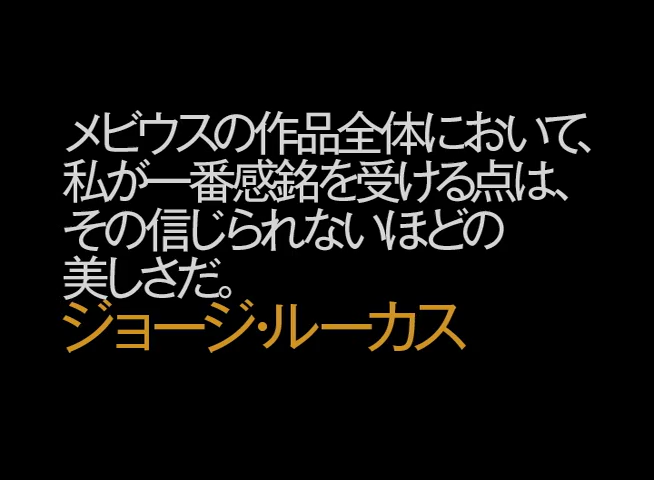 メビウスの作品全体において、
私が一番感銘を受ける点は、
その信じられないほどの
美しさだ。
ジョージ・ルーカス